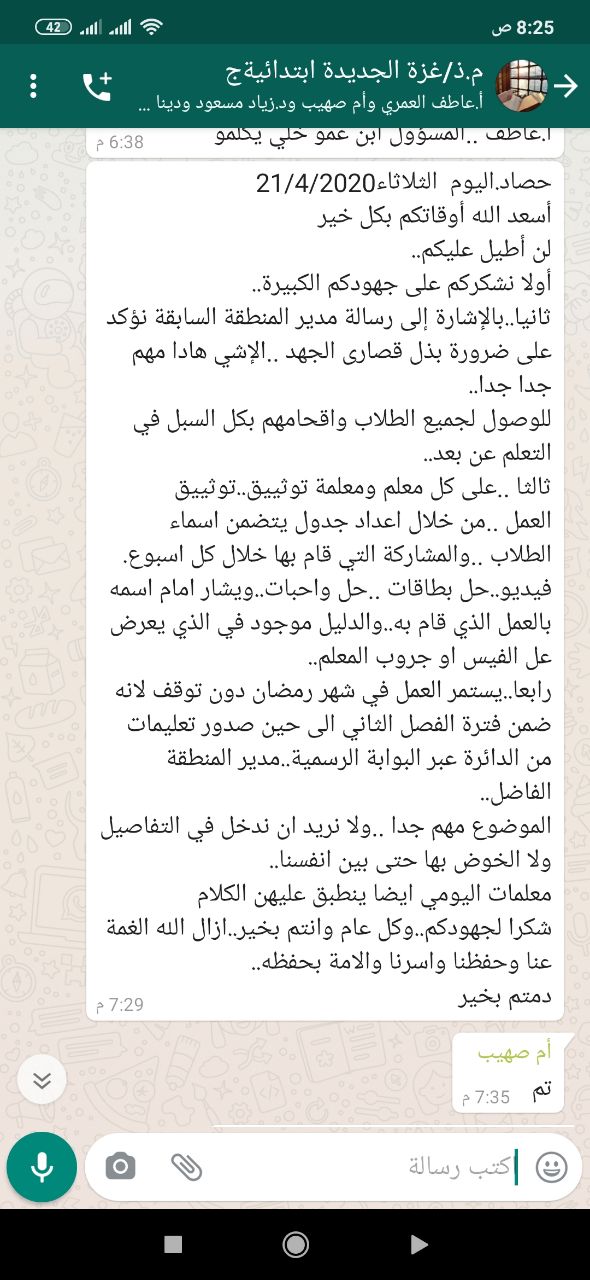 8:25 ص
42
م.ذ/غزة الجديدة ابتدائيةج
أ.عاطف العمري وأم صهيب ود.زياد مسعود ودينا ...
أ.عاطف ..المسؤول ابن عمو خلي يكلمو
6:38 م
حصاد.اليوم الثلاثاء21/4/2020
أسعد الله أوقاتكم بكل خير
لن أطيل عليكم..
أولا نشكركم على جهودكم الكبيرة..
ثانيا..بالإشارة إلى رسالة مدير المنطقة السابقة نؤكد
على ضرورة بذل قصارى الجهد ..الإشي هادا مهم
جدا جدا..
للوصول لجميع الطلاب واقحامهم بكل السبل في
التعلم عن بعد..
ثالثا ..على كل معلم ومعلمة توثييق..توثييق
العمل ..من خلال اعداد جدول يتضمن اسماء
الطلاب ..والمشاركة التي قام بها خلال كل اسبوع.
فيديو..حل بطاقات ..حل واحبات..ويشار امام اسمه
بالعمل الذي قام به..والدليل موجود في الذي يعرض
عل الفيس او جروب المعلم..
رابعا..يستمر العمل في شهر رمضان دون توقف لانه
ضمن فترة الفصل الثاني الى حين صدور تعليمات
من الدائرة عبر البوابة الرسمية..مدير المنطقة
الفاضل..
الموضوع مهم جدا ..ولا نريد ان ندخل في التفاصيل
ولا الخوض بها حتى بين انفسنا..
معلمات اليومي ايضا ينطبق عليهن الكلام
شكرا لجهودكم..وكل عام وانتم بخير..ازال الله الغمة
عنا وحفظنا واسرنا والامة بحفظه..
دمتم بخير
7:29 م
أم صهيب
تم
7:35 م
اكتب رسالة